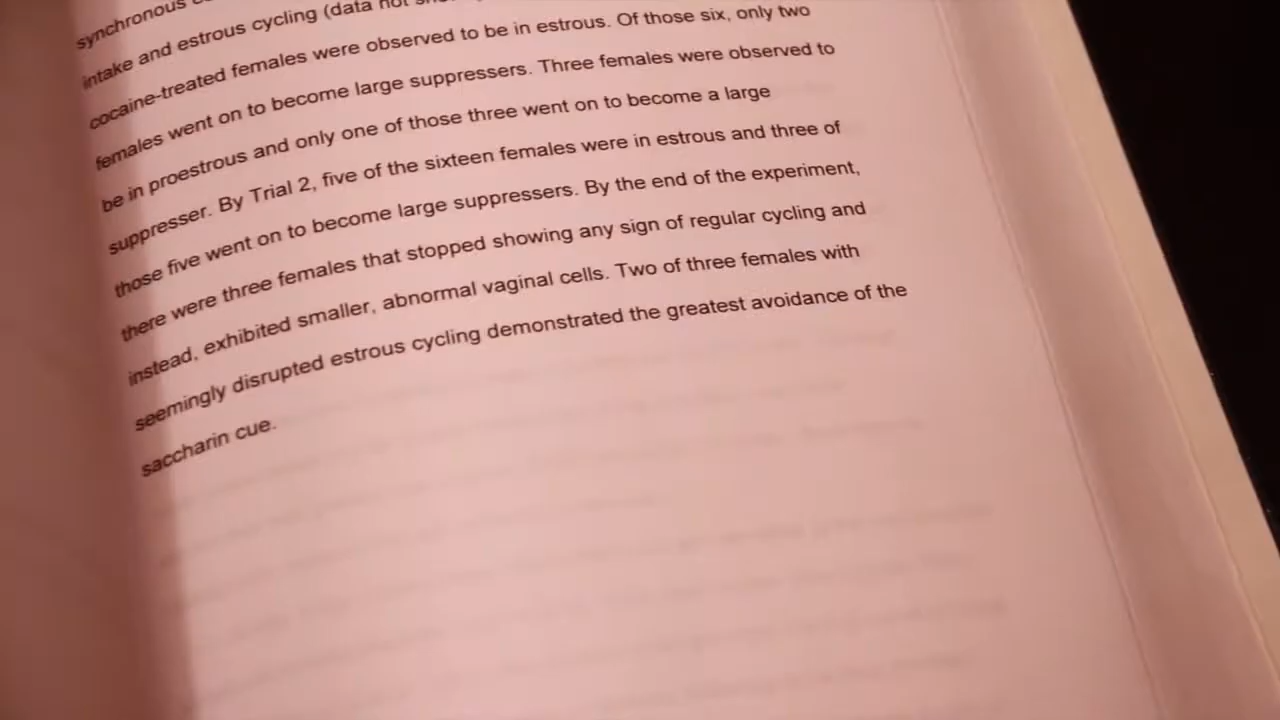 synchronous
intake and estrous cycling (data not
cocaine-treated females were observed to be in estrous. Of those six, only two
females went on to become large suppressers. Three females were observed to
be in proestrous and only one of those three went on to become a large
suppresser. By Trial 2, five of the sixteen females were in estrous and three of
those five went on to become large suppressers. By the end of the experiment,
there were three females that stopped showing any sign of regular cycling and
instead, exhibited smaller, abnormal vaginal cells. Two of three females with
seemingly disrupted estrous cycling demonstrated the greatest avoidance of the
saccharin cue.